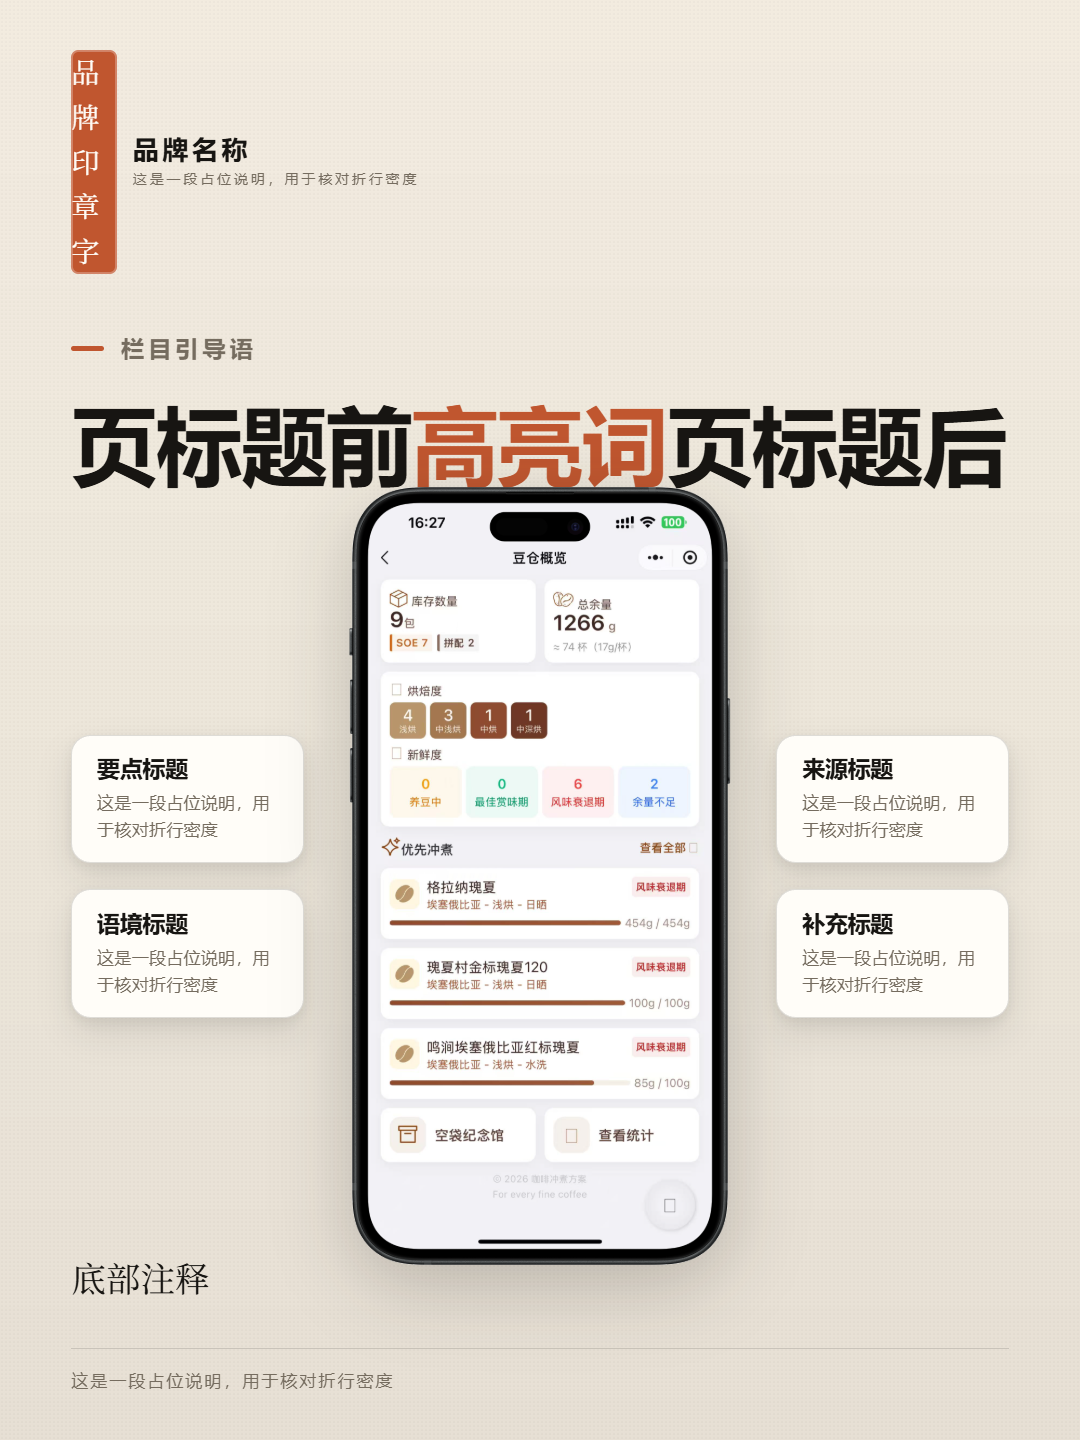 品
牌
印
章
字
品牌名称
这是一段占位说明，用于核对折行密度
栏目引导语
页标题前高亮词页标题后
16:27
100
豆仓概览
库存数量
9包
SOE 7
拼配 2
总余量
1266 g
≈ 74 杯（17g/杯）
烘焙度
4
浅烘
3
中浅烘
1
中烘
1
中深烘
新鲜度
0
养豆中
0
最佳赏味期
6
风味衰退期
2
余量不足
优先冲煮
查看全部
格拉纳瑰夏
风味衰退期
埃塞俄比亚 - 浅烘 - 日晒
454g / 454g
瑰夏村金标瑰夏120
风味衰退期
埃塞俄比亚 - 浅烘 - 日晒
100g / 100g
鸣涧埃塞俄比亚红标瑰夏
风味衰退期
埃塞俄比亚 - 浅烘 - 水洗
85g / 100g
空袋纪念馆
查看统计
© 2026 咖啡冲煮方案
For every fine coffee
要点标题
这是一段占位说明，用
于核对折行密度
语境标题
这是一段占位说明，用
于核对折行密度
来源标题
这是一段占位说明，用
于核对折行密度
补充标题
这是一段占位说明，用
于核对折行密度
底部注释
这是一段占位说明，用于核对折行密度